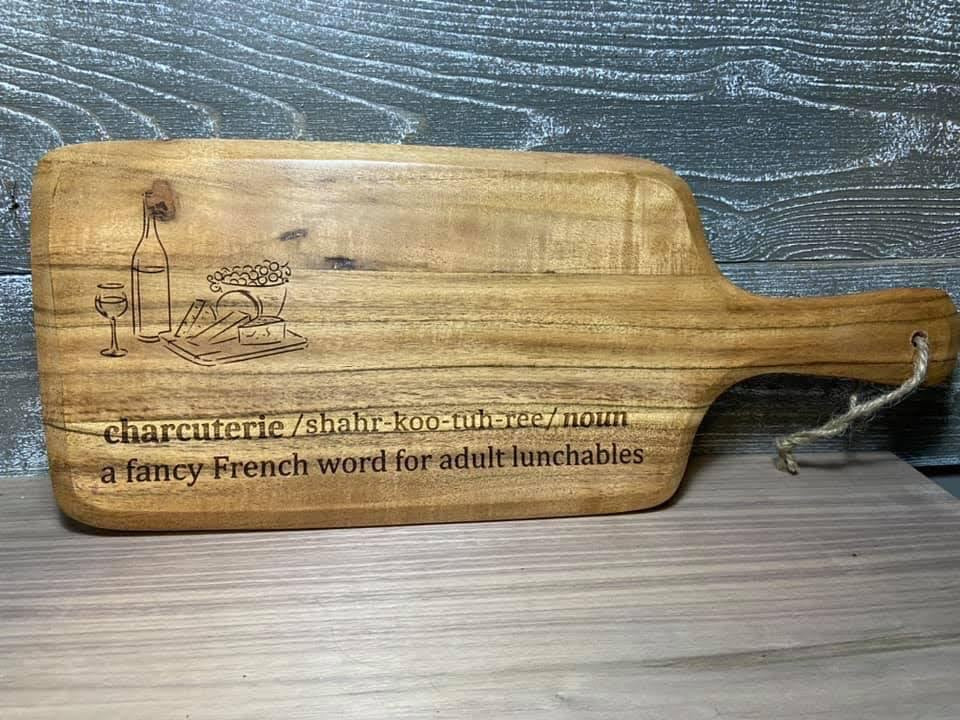 charcuterie /shahr-koo-tuh-ree/ noun
a fancy French word for adult lunchables